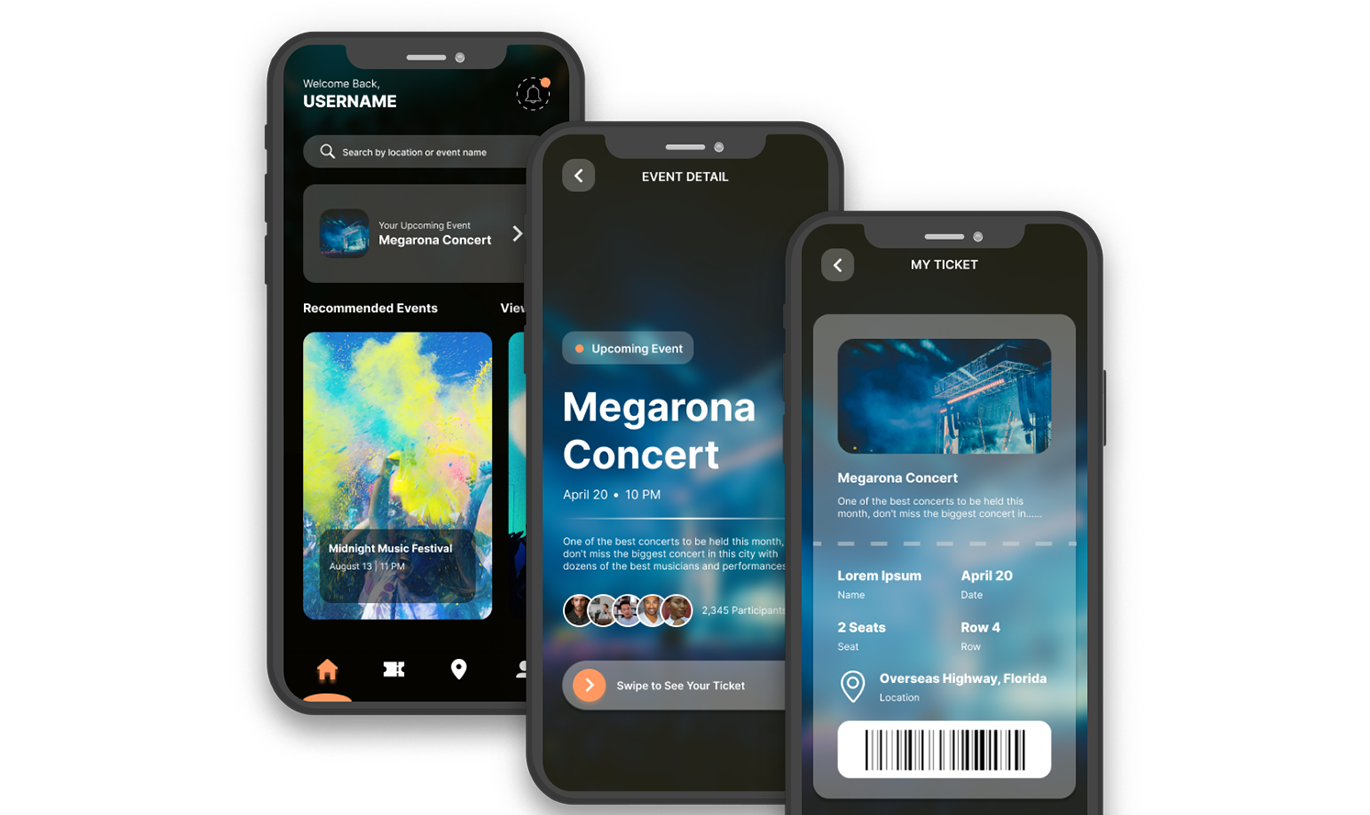 Welcome Back,
USERNAME
Search by location or event name
Your Upcoming Event
Megarona Concert
Recommended Events
Midnight Music Festival
August 13 | 11 PM
EVENT DETAIL
Upcoming Event
Megarona
Concert
April 20 • 10 PM
One of the best concerts to be held this month,
don't miss the biggest concert in this city with
dozens of the best musicians and performances
2,345 Participants
Swipe to See Your Ticket
MY TICKET
Megarona Concert
One of the best concerts to be held this
month, don't miss the biggest concert in......
Lorem Ipsum
Name
April 20
Date
2 Seats
Seat
Row 4
Row
Overseas Highway, Florida
Location